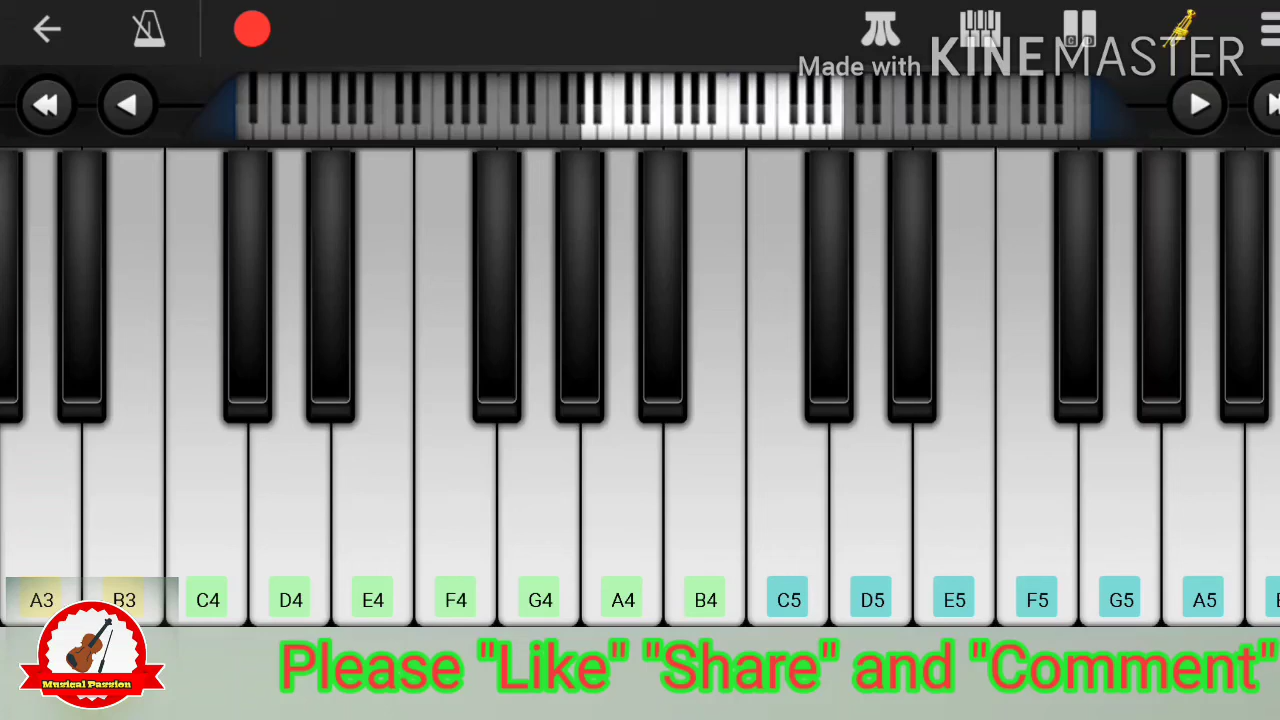 Made with KINEMASTER
C D
A3 B3 C4 D4 E4 F4 G4 A4 B4 C5 D5 E5 F5 G5 A5
Please "Like" "Share" and "Comment"
Musical Passion